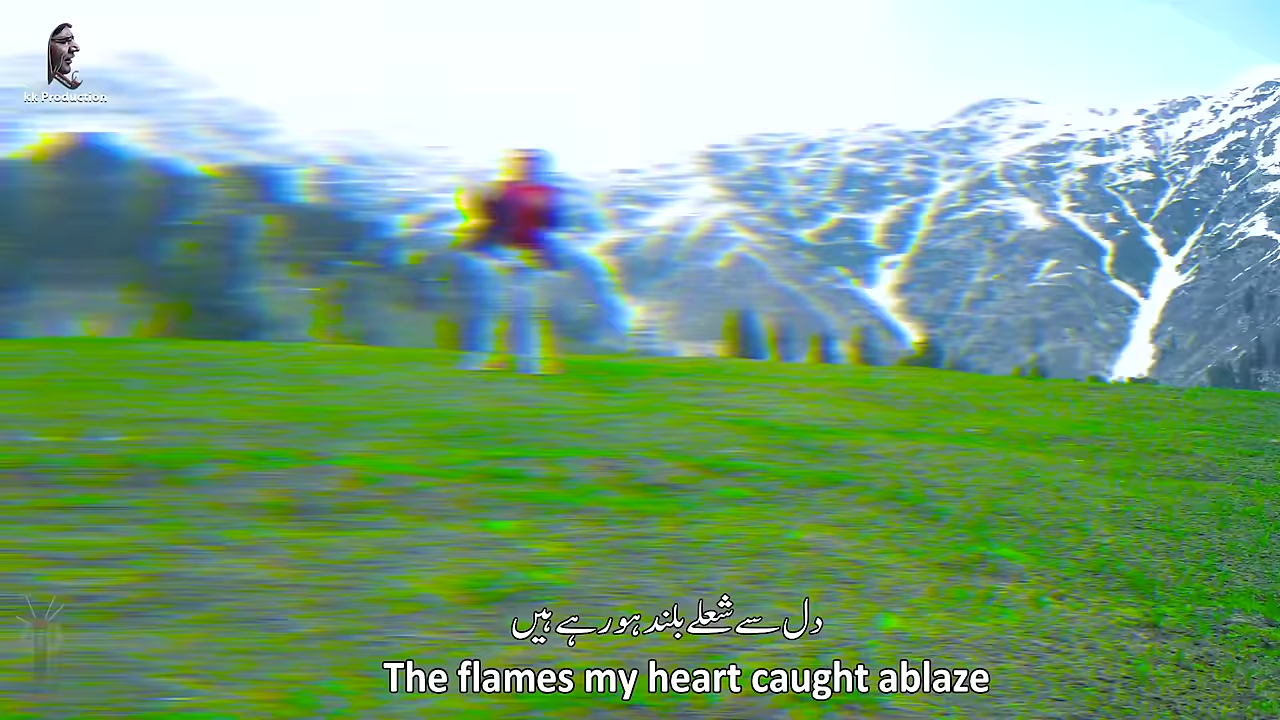 kk Production
دل سے شعلے بلند ہو رہے ہیں
The flames my heart caught ablaze